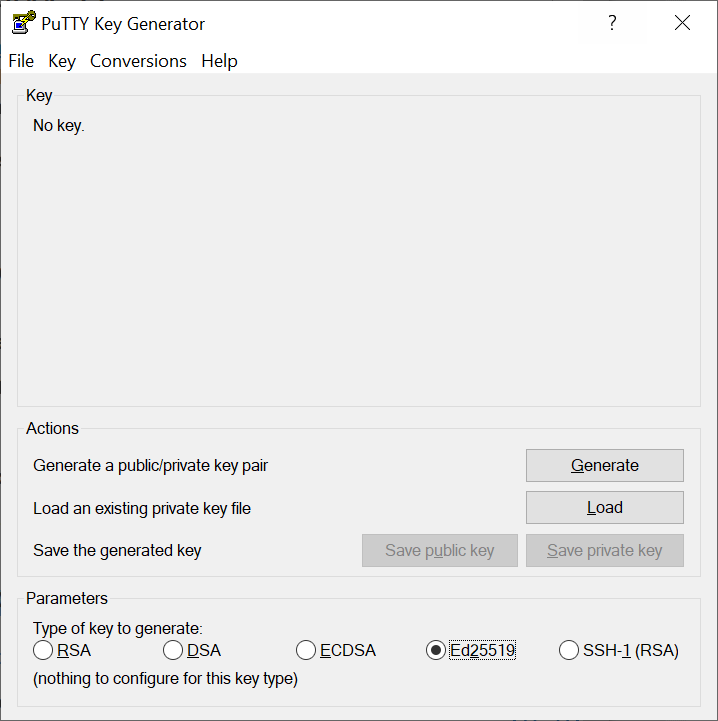 PuTTY Key Generator ?
File Key Conversions Help
Key
No key.
Actions
Generate a public/private key pair Generate
Load an existing private key file Load
Save the generated key Save public key Save private key
Parameters
Type of key to generate:
RSA DSA ECDSA Ed25519 SSH-1 (RSA)
(nothing to configure for this key type)